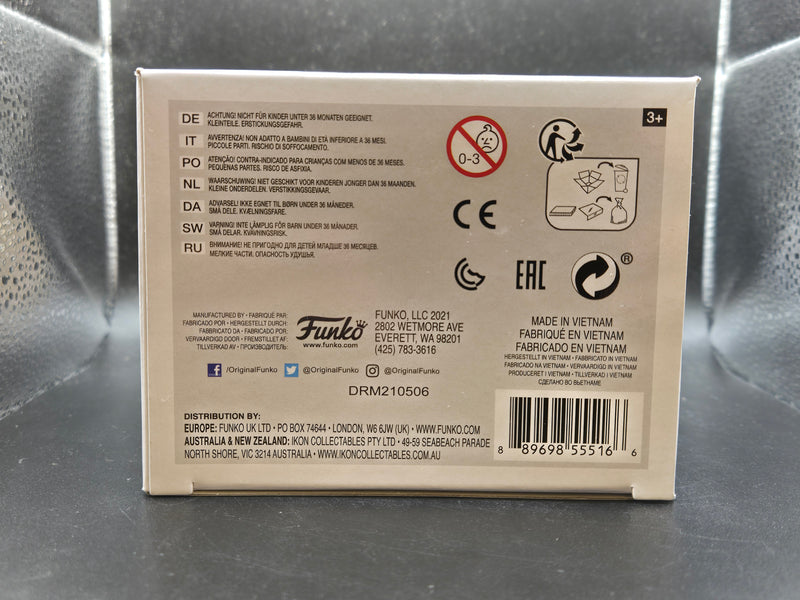 DE ACHTUNG! NICHT FÜR KINDER UNTER 36 MONATEN GEEIGNET.
KLEINTEILE. ERSTICKUNGSGEFAHR.
IT AVVERTENZA! NON ADATTO A BAMBINI DI ETÀ INFERIORE A 36 MESI.
PICCOLE PARTI. RISCHIO DI SOFFOCAMENTO.
PO ATENÇÃO! CONTRA-INDICADO PARA CRIANÇAS COM MENOS DE 36 MESES.
PEQUENAS PARTES. RISCO DE ASFIXIA.
NL WAARSCHUWING! NIET GESCHIKT VOOR KINDEREN JONGER DAN 36 MAANDEN.
KLEINE ONDERDELEN. VERSTIKKINGSGEVAAR.
DA ADVARSEL! IKKE EGNET TIL BØRN UNDER 36 MÅNEDER.
SMÅ DELE. KVÆLNINGSFARE.
SW VARNING! INTE LÄMPLIG FÖR BARN UNDER 36 MÅNADER.
SMÅ DELAR. KVÄVNINGSRISK.
RU ВНИМАНИЕ! НЕ ПРИГОДНО ДЛЯ ДЕТЕЙ МЛАДШЕ 36 МЕСЯЦЕВ.
МЕЛКИЕ ЧАСТИ. ОПАСНОСТЬ УДУШЬЯ.
0-3
3+
CE
EAC
®
MANUFACTURED BY • FABRIQUÉ PAR:
FABRICADO POR • HERGESTELLT DURCH:
FABBRICATO DA • FABRICADO POR:
VERVAARDIGD DOOR • FREMSTILLET AF:
TILLVERKAD AV • ПРОИЗВОДИТЕЛЬ:
Funko
www.funko.com
FUNKO, LLC 2021
2802 WETMORE AVE
EVERETT, WA 98201
(425) 783-3616
/OriginalFunko @OriginalFunko @OriginalFunko
DRM210506
MADE IN VIETNAM
FABRIQUÉ EN VIETNAM
FABRICADO EN VIETNAM
HERGESTELLT IN VIETNAM • FABBRICATO IN VIETNAM
FABRICADO NA VIETNAM • VERVAARDIGD IN VIETNAM
PRODUCERET I VIETNAM • TILLVERKAD I VIETNAM
СДЕЛАНО ВО ВЬЕТНАМЕ
DISTRIBUTION BY:
EUROPE: FUNKO UK LTD • PO BOX 74644 • LONDON, W6 6JW (UK) • WWW.FUNKO.COM
AUSTRALIA & NEW ZEALAND: IKON COLLECTABLES PTY LTD • 49-59 SEABEACH PARADE
NORTH SHORE, VIC 3214 AUSTRALIA • WWW.IKONCOLLECTABLES.COM.AU
8 89698 55516 6